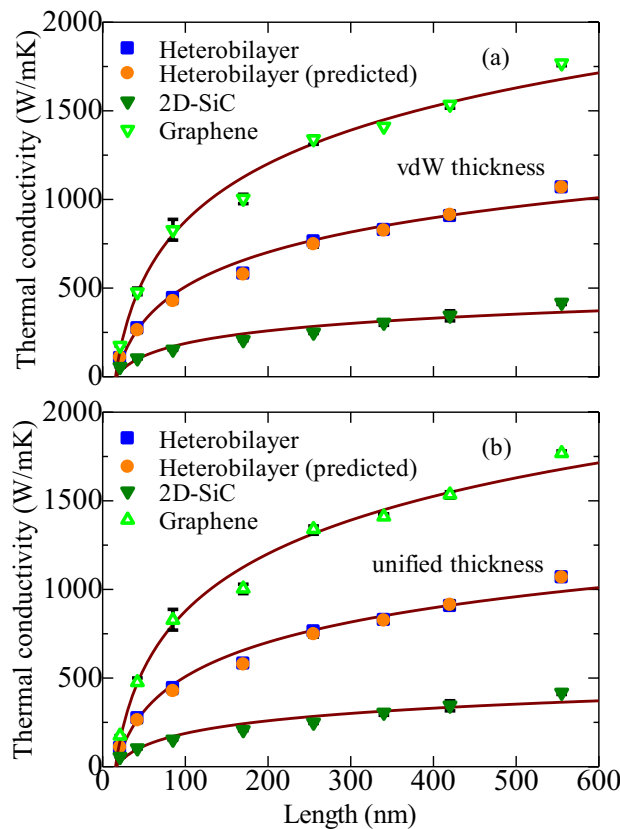 2000
(a)
Heterobilayer
Heterobilayer (predicted)
2D-SiC
Graphene
1500
vdW thickness
1000
500
0
Thermal conductivity (W/mK)
2000
(b)
Heterobilayer
Heterobilayer (predicted)
2D-SiC
Graphene
1500
unified thickness
1000
500
0
Thermal conductivity (W/mK)
0 100 200 300 400 500 600
Length (nm)